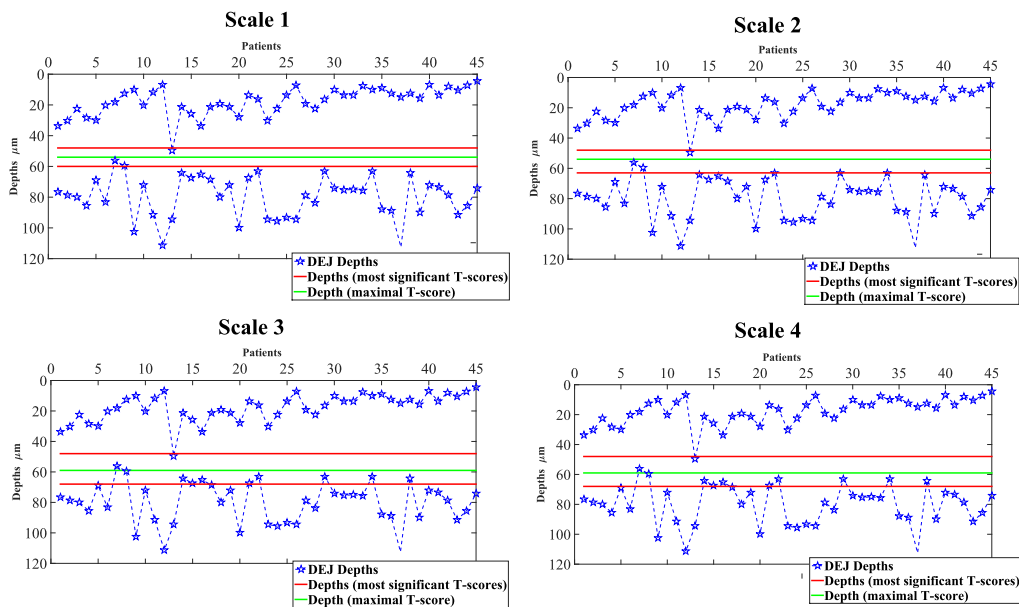 Scale 1
Patients
0 5 10 15 20 25 30 35 40 45
0
20
40
60
80
100
120
Depths μm
DEJ Depths
Depths (most significant T-scores)
Depth (maximal T-score)
Scale 2
Patients
0 5 10 15 20 25 30 35 40 45
0
20
40
60
80
100
120
Depths μm
DEJ Depths
Depths (most significant T-scores)
Depth (maximal T-score)
Scale 3
Patients
0 5 10 15 20 25 30 35 40 45
0
20
40
60
80
100
120
Depths μm
DEJ Depths
Depths (most significant T-scores)
Depth (maximal T-score)
Scale 4
Patients
0 5 10 15 20 25 30 35 40 45
0
20
40
60
80
100
120
Depths μm
DEJ Depths
Depths (most significant T-scores)
Depth (maximal T-score)